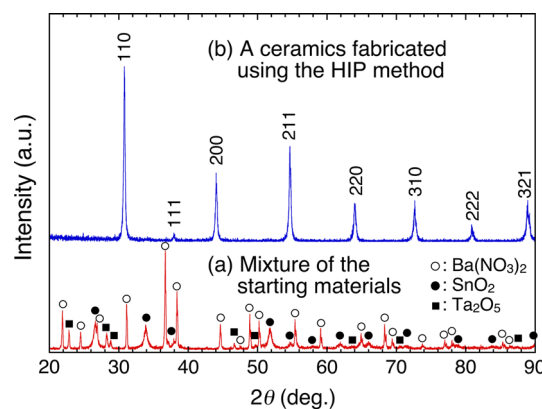 (b) A ceramics fabricated
using the HIP method
110
111
200
211
220
310
222
321
(a) Mixture of the
starting materials
○: Ba(NO₃)₂
●: SnO₂
■: Ta₂O₅
Intensity (a.u.)
20 30 40 50 60 70 80 90
2θ (deg.)